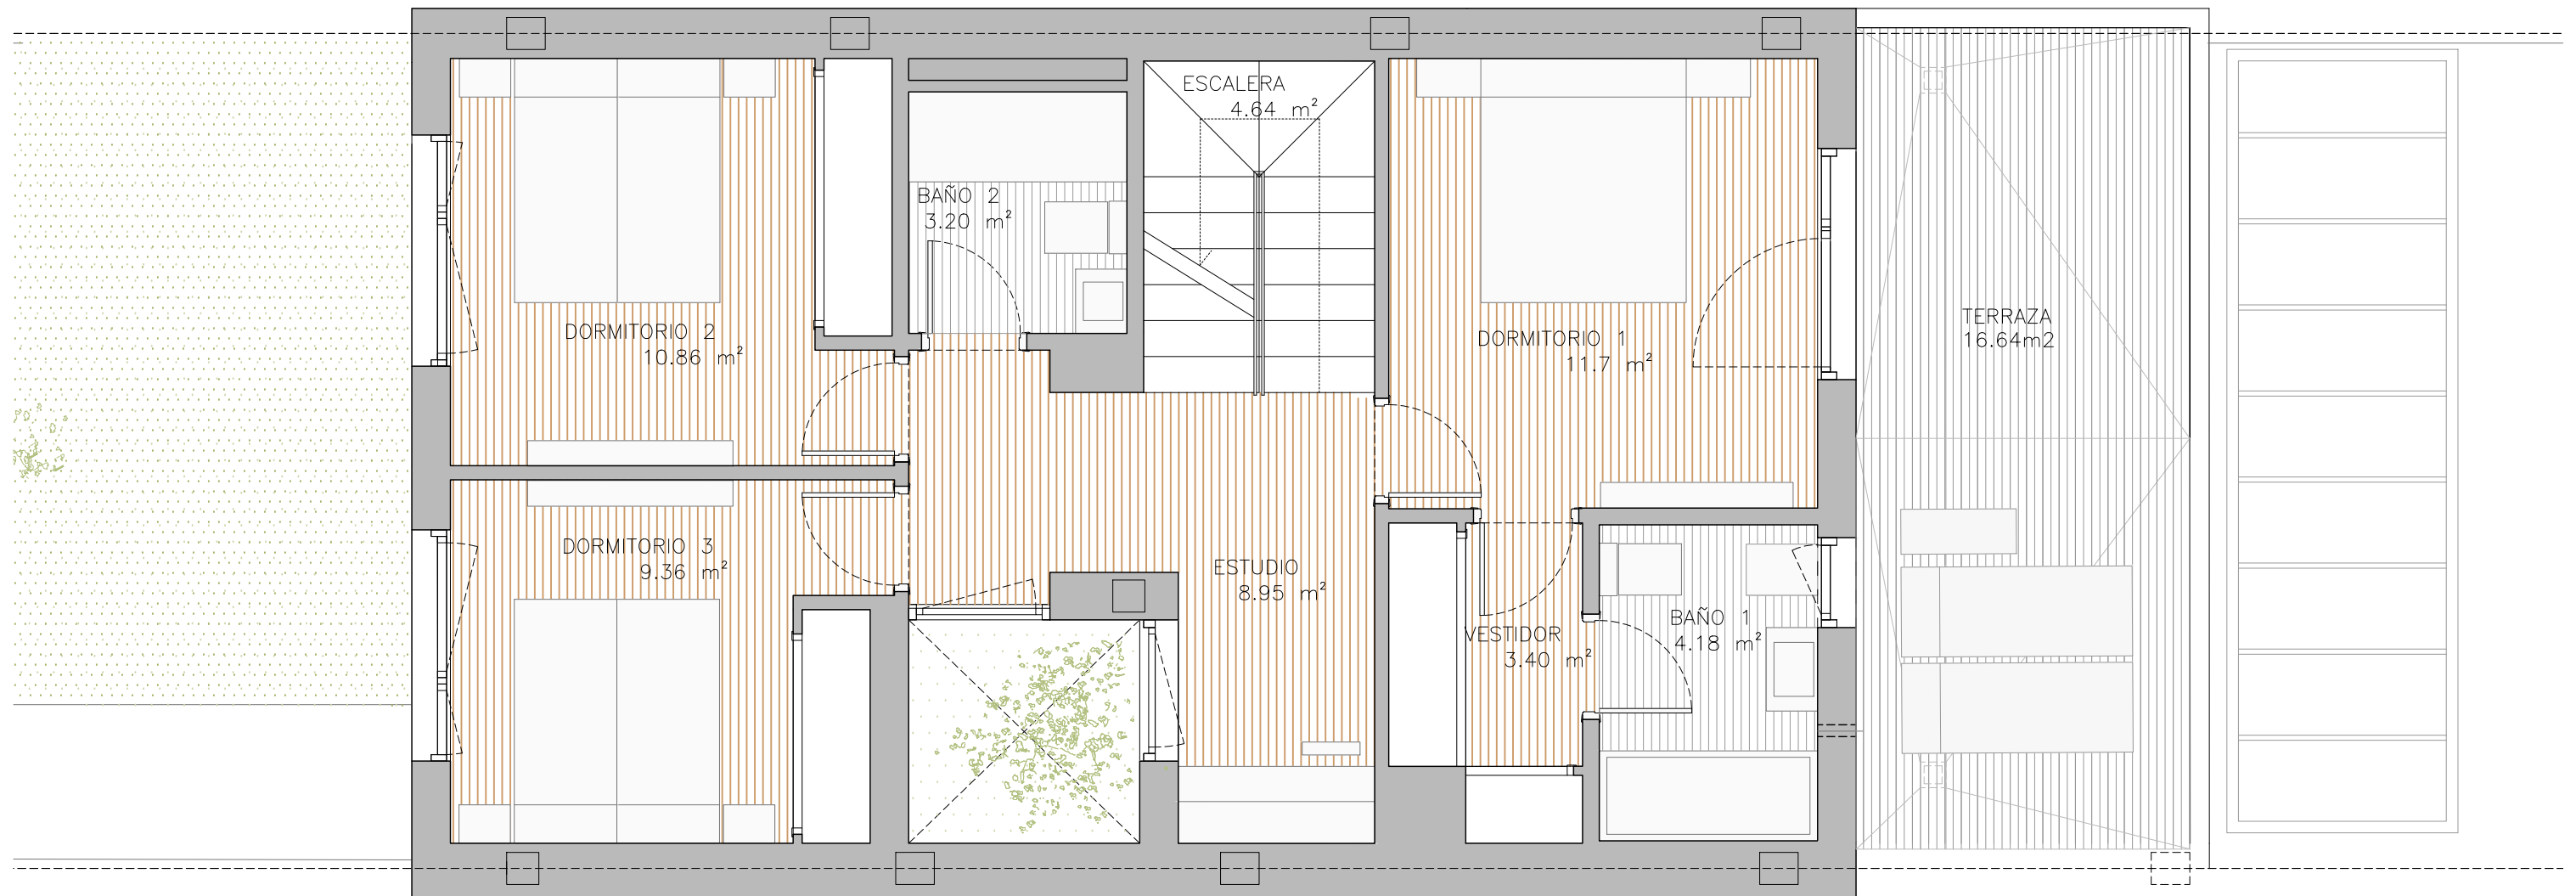 ESCALERA
4.64 m²
BAÑO 2
3.20 m²
DORMITORIO 2
10.86 m²
DORMITORIO 1
11.7 m²
TERRAZA
16.64m2
DORMITORIO 3
9.36 m²
ESTUDIO
8.95 m²
VESTIDOR
3.40 m²
BAÑO 1
4.18 m²